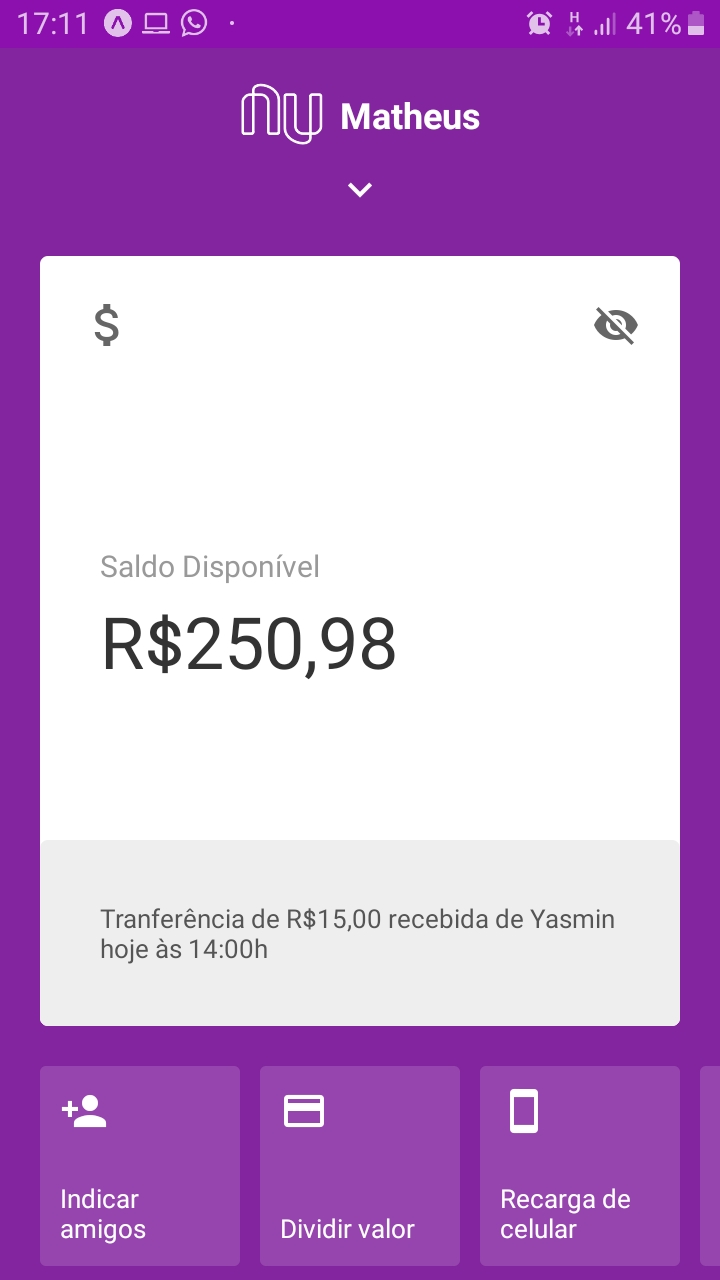 17:11 H 41%
nu Matheus
$
Saldo Disponível
R$250,98
Tranferência de R$15,00 recebida de Yasmin
hoje às 14:00h
Indicar
amigos
Dividir valor
Recarga de
celular